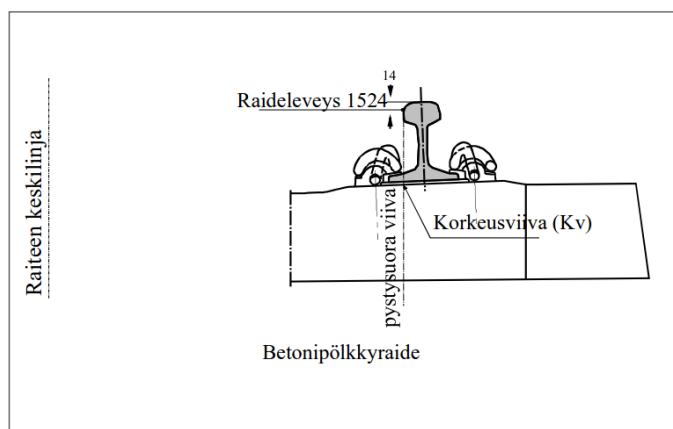 14
Raideleveys 1524
Raiteen keskilinja
pystysuora viiva
Korkeusviiva (Kv)
Betonipölkkyraide